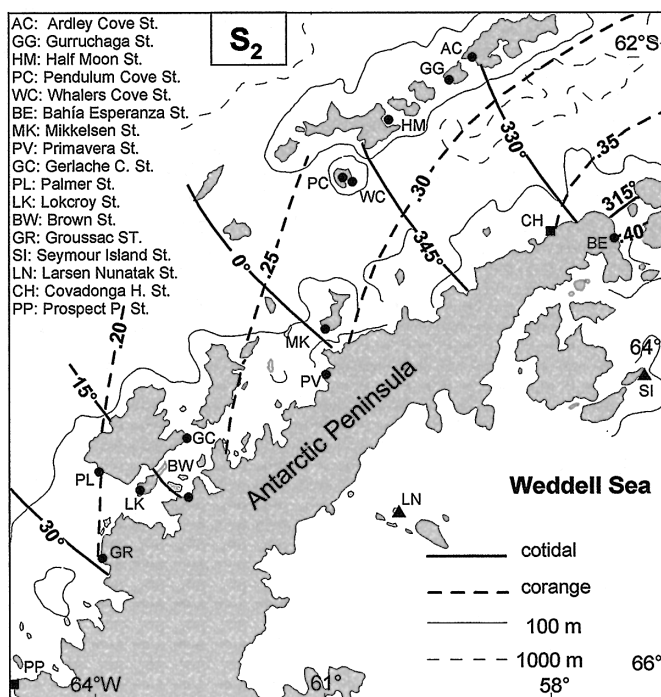 AC: Ardley Cove St.
GG: Gurruchaga St.
HM: Half Moon St.
PC: Pendulum Cove St.
WC: Whalers Cove St.
BE: Bahía Esperanza St.
MK: Mikkelsen St.
PV: Primavera St.
GC: Gerlache C. St.
PL: Palmer St.
LK: Lokcroy St.
BW: Brown St.
GR: Groussac ST.
SI: Seymour Island St.
LN: Larsen Nunatak St.
CH: Covadonga H. St.
PP: Prospect P. St.
S2
62°S
AC
GG
HM
PC
WC
330°
.35
.30
315°
CH
BE
.40
345°
0°
.25
MK
.20
PV
64°
SI
Antarctic Peninsula
-15°
GC
BW
PL
LK
Weddell Sea
LN
30°
GR
cotidal
corange
100 m
1000 m
66°
PP
64°W
61°
58°